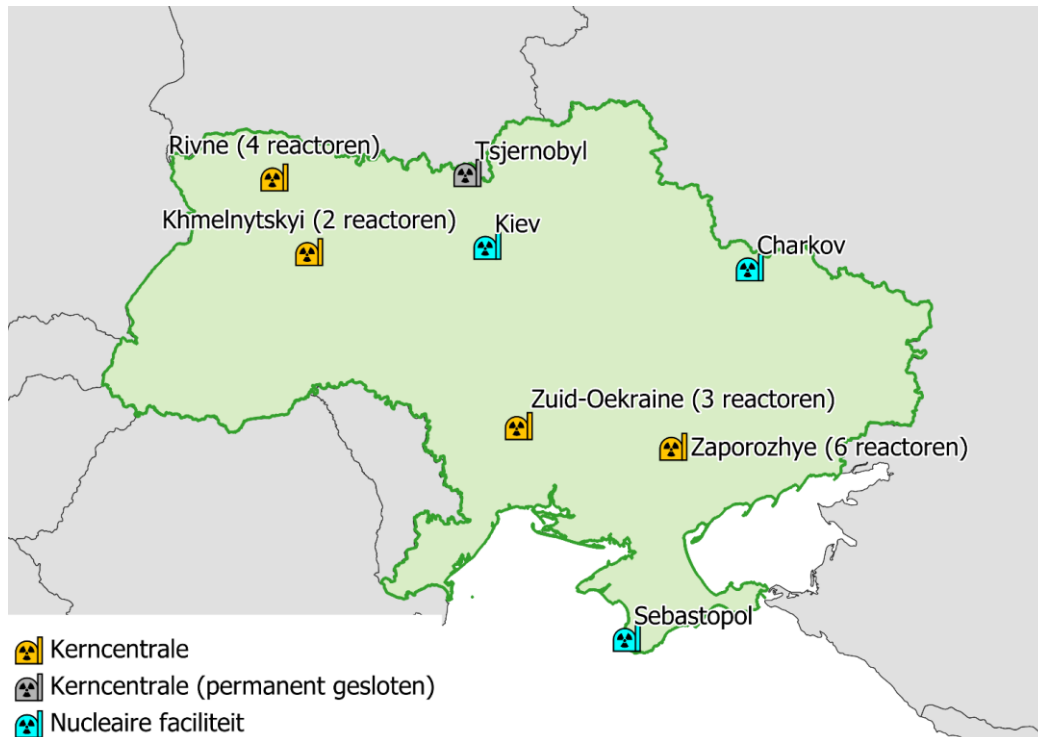 Rivne (4 reactoren)
Tsjernobyl
Khmelnytskyi (2 reactoren)
Kiev
Charkov
Zuid-Oekraine (3 reactoren)
Zaporozhye (6 reactoren)
Sebastopol
Kerncentrale
Kerncentrale (permanent gesloten)
Nucleaire faciliteit